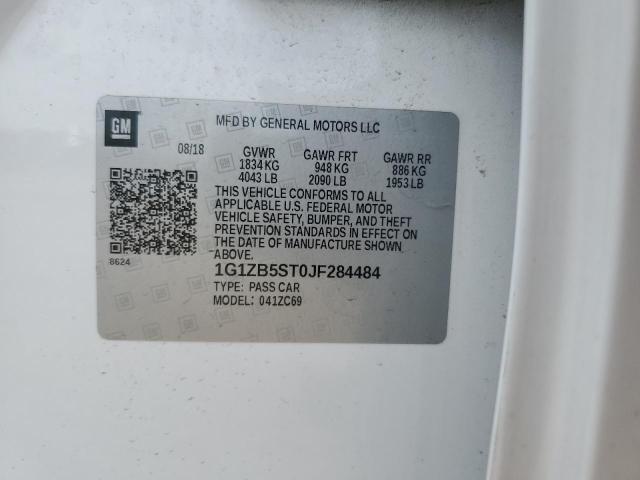 GM
MFD BY GENERAL MOTORS LLC
08/18 GVWR GAWR FRT GAWR RR
1834 KG 948 KG 886 KG
4043 LB 2090 LB 1953 LB
THIS VEHICLE CONFORMS TO ALL
APPLICABLE U.S. FEDERAL MOTOR
VEHICLE SAFETY, BUMPER, AND THEFT
PREVENTION STANDARDS IN EFFECT ON
THE DATE OF MANUFACTURE SHOWN
ABOVE.
8624
1G1ZB5ST0JF284484
TYPE: PASS CAR
MODEL: 041ZC69